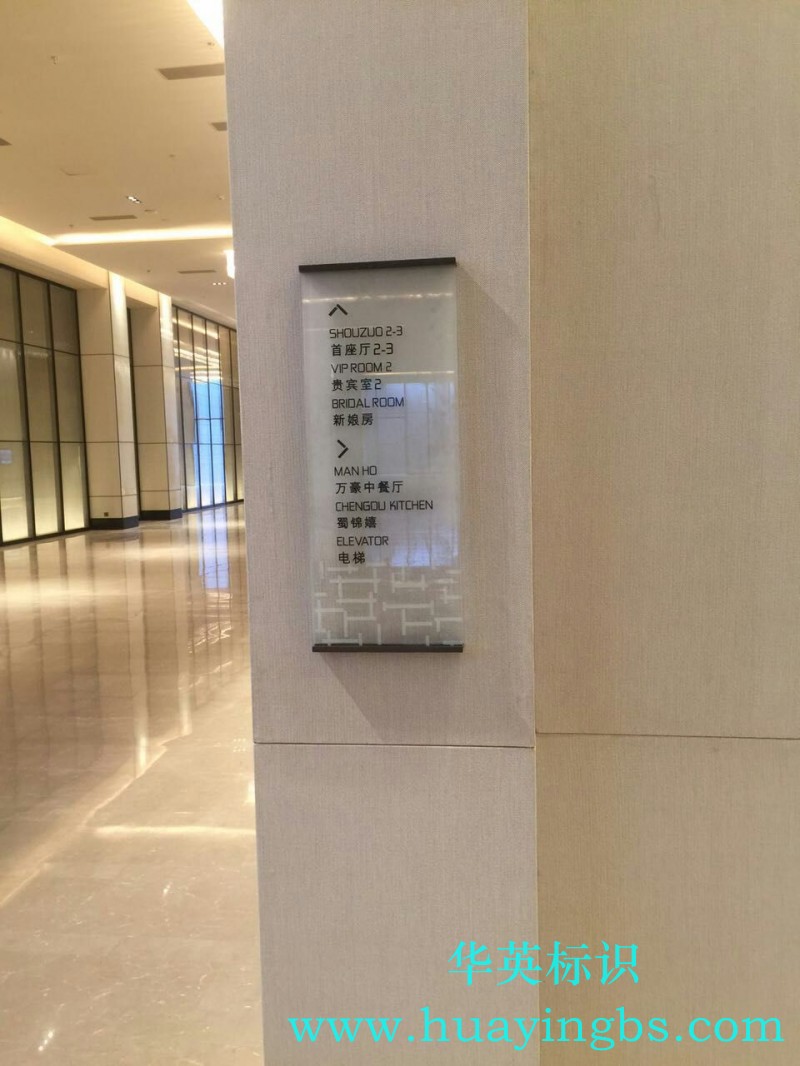 SHOUZUO 2-3
首座厅2-3
VIP ROOM 2
贵宾室2
BRIDAL ROOM
新娘房
MAN HO
万豪中餐厅
CHENGOU KITCHEN
蜀锦嬉
ELEVATOR
电梯
华英标识
www.huayingbs.com